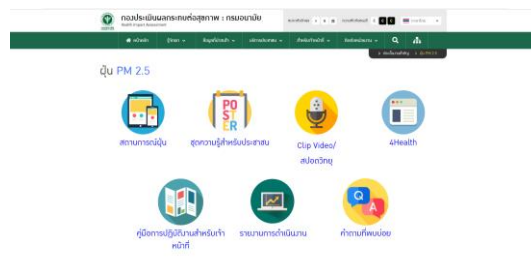 กองประเมินผลกระทบต่อสุขภาพ : กรมอนามัย
Health Impact Assessment
หน้าหลัก
ฝุ่น PM 2.5
PO
ST
ER
สถานการณ์ฝุ่น
ชุดความรู้สำหรับประชาชน
Clip Video/
สปอตวิทยุ
4Health
Q
A
คู่มือการปฏิบัติงานสำหรับเจ้า
หน้าที่
รายงานการดำเนินงาน
คำถามที่พบบ่อย